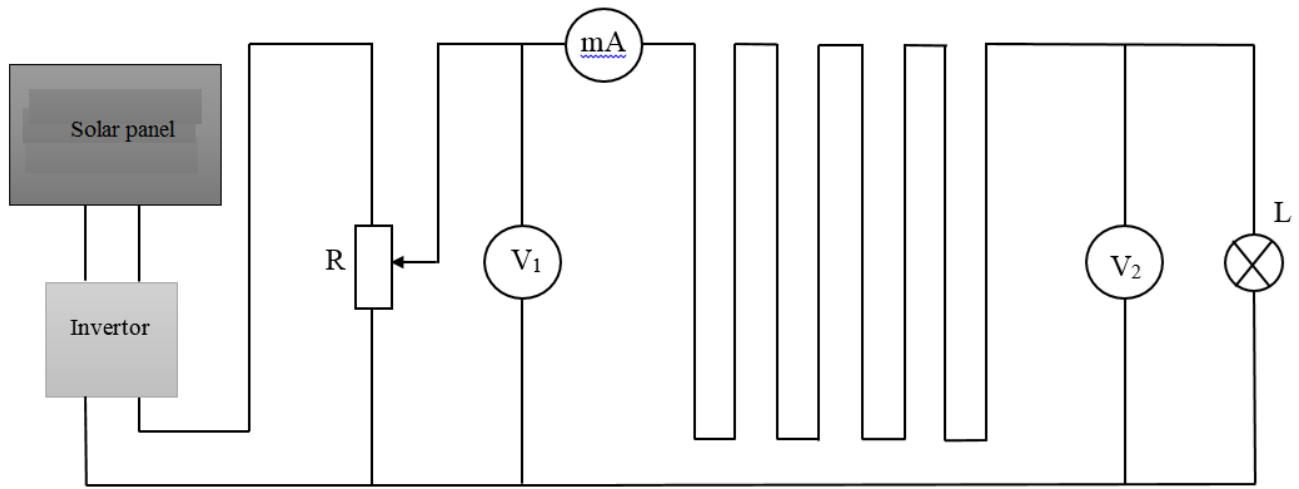 mA
Solar panel
R
V₁
V₂
L
Invertor